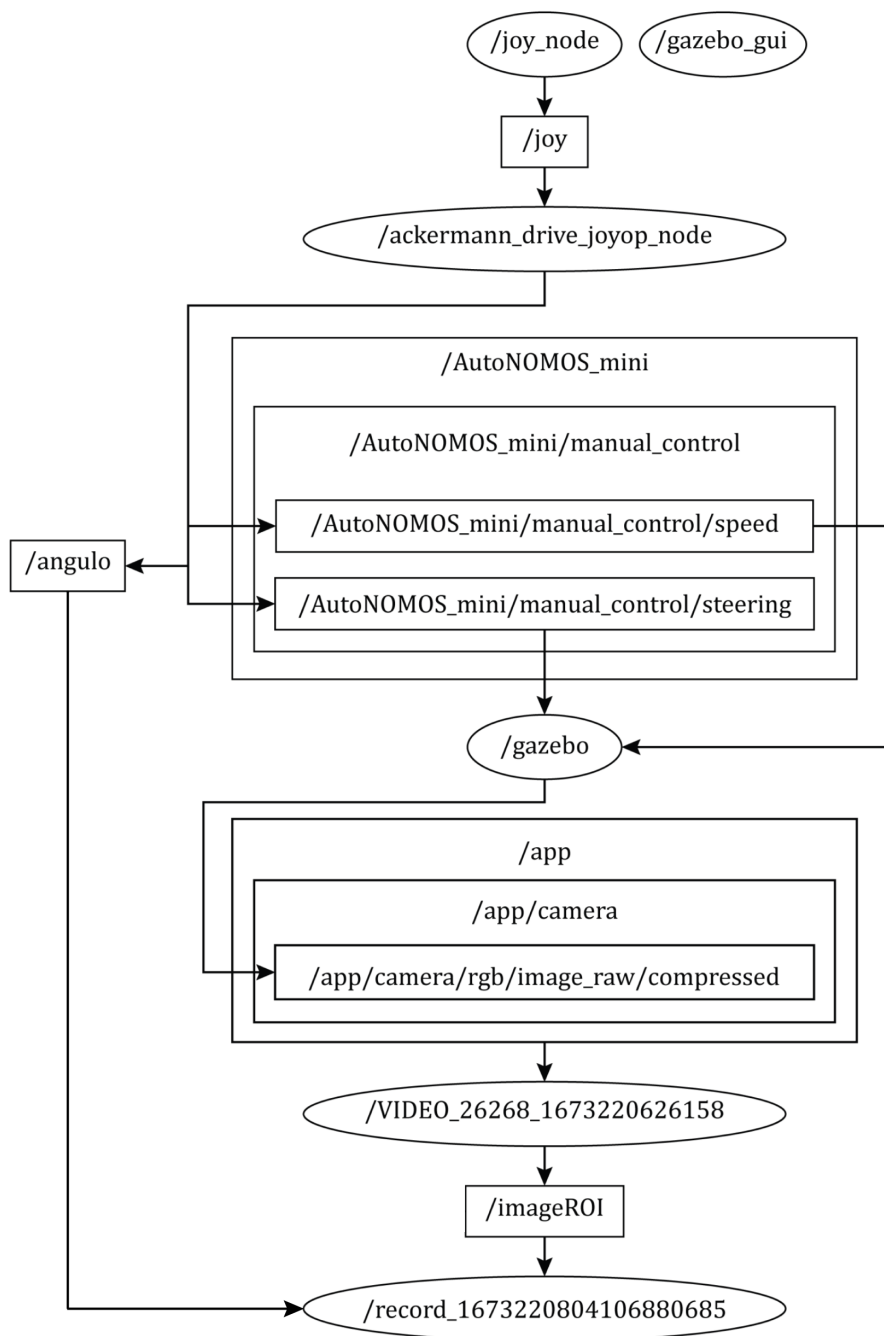 /joy_node
/gazebo_gui
/joy
/ackermann_drive_joyop_node
/AutoNOMOS_mini
/AutoNOMOS_mini/manual_control
/AutoNOMOS_mini/manual_control/speed
/angulo
/AutoNOMOS_mini/manual_control/steering
/gazebo
/app
/app/camera
/app/camera/rgb/image_raw/compressed
/VIDEO_26268_1673220626158
/imageROI
/record_1673220804106880685